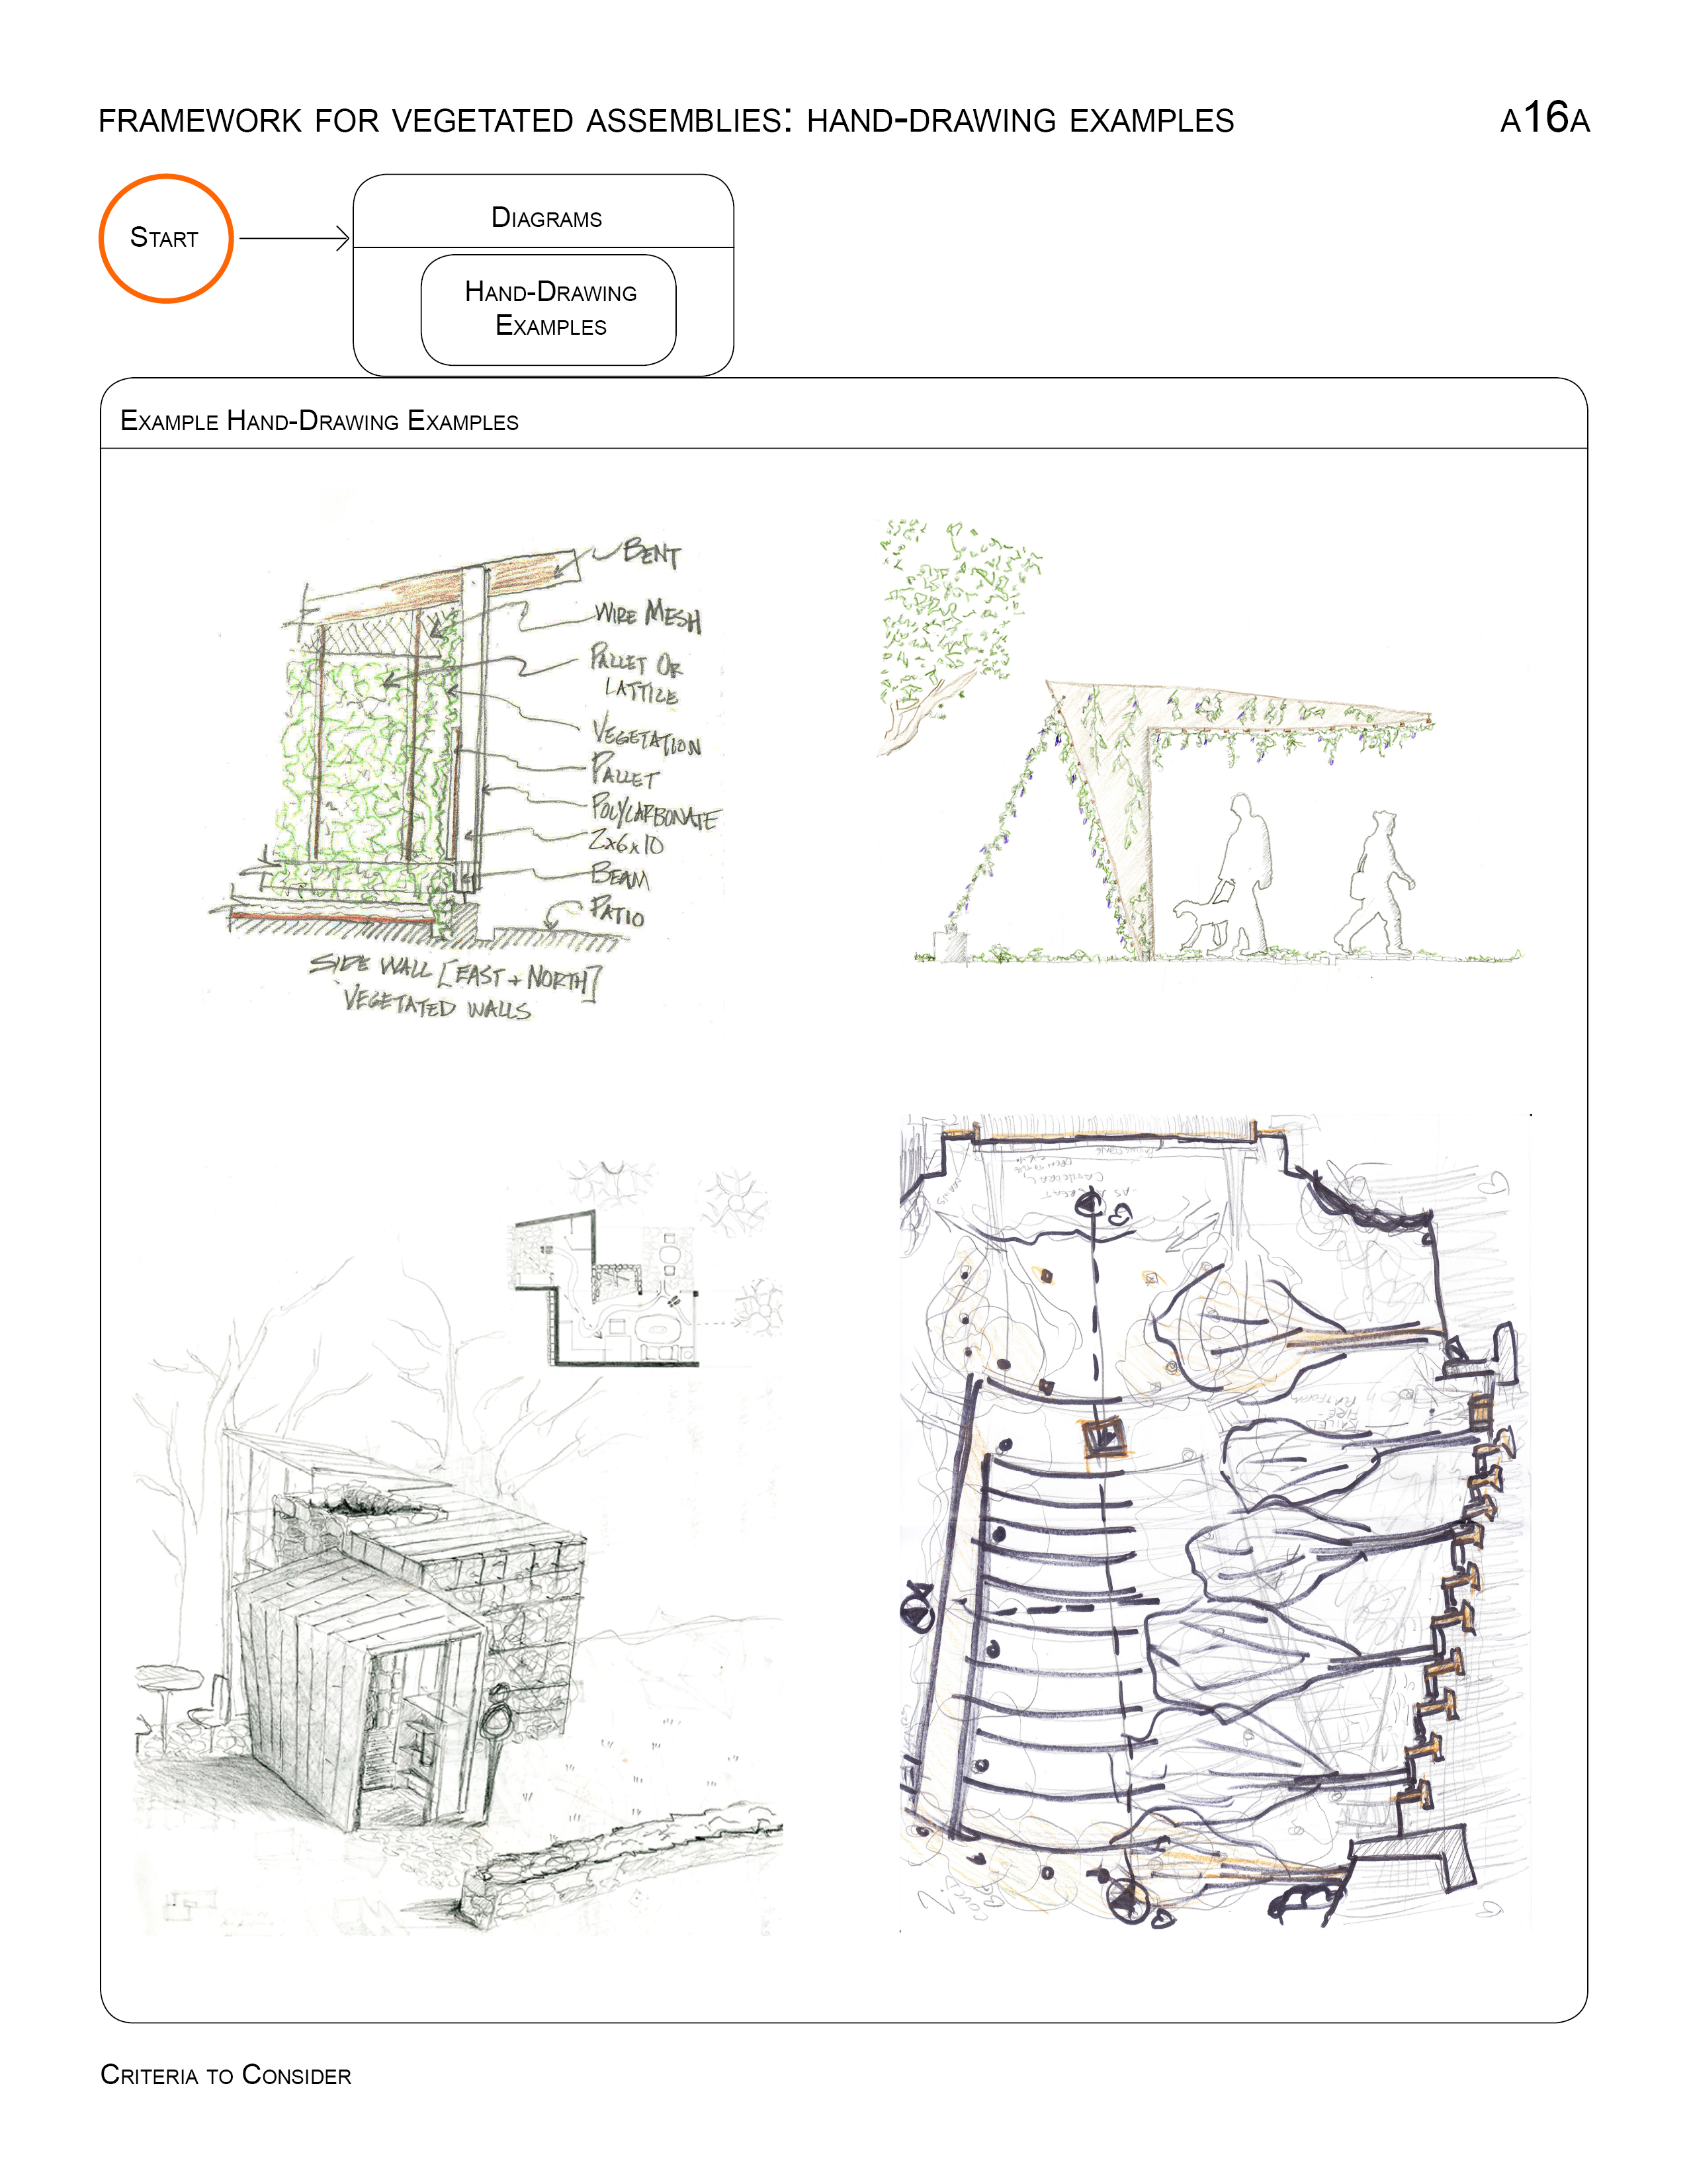 FRAMEWORK FOR VEGETATED ASSEMBLIES: HAND-DRAWING EXAMPLES
A16A
START
DIAGRAMS
HAND-DRAWING
EXAMPLES
EXAMPLE HAND-DRAWING EXAMPLES
BENT
WIRE MESH
PALLET OR
LATTICE
VEGETATION
PALLET
POLYCARBONATE
2x6x10
BEAM
PATIO
SIDE WALL [EAST + NORTH]
VEGETATED WALLS
CRITERIA TO CONSIDER